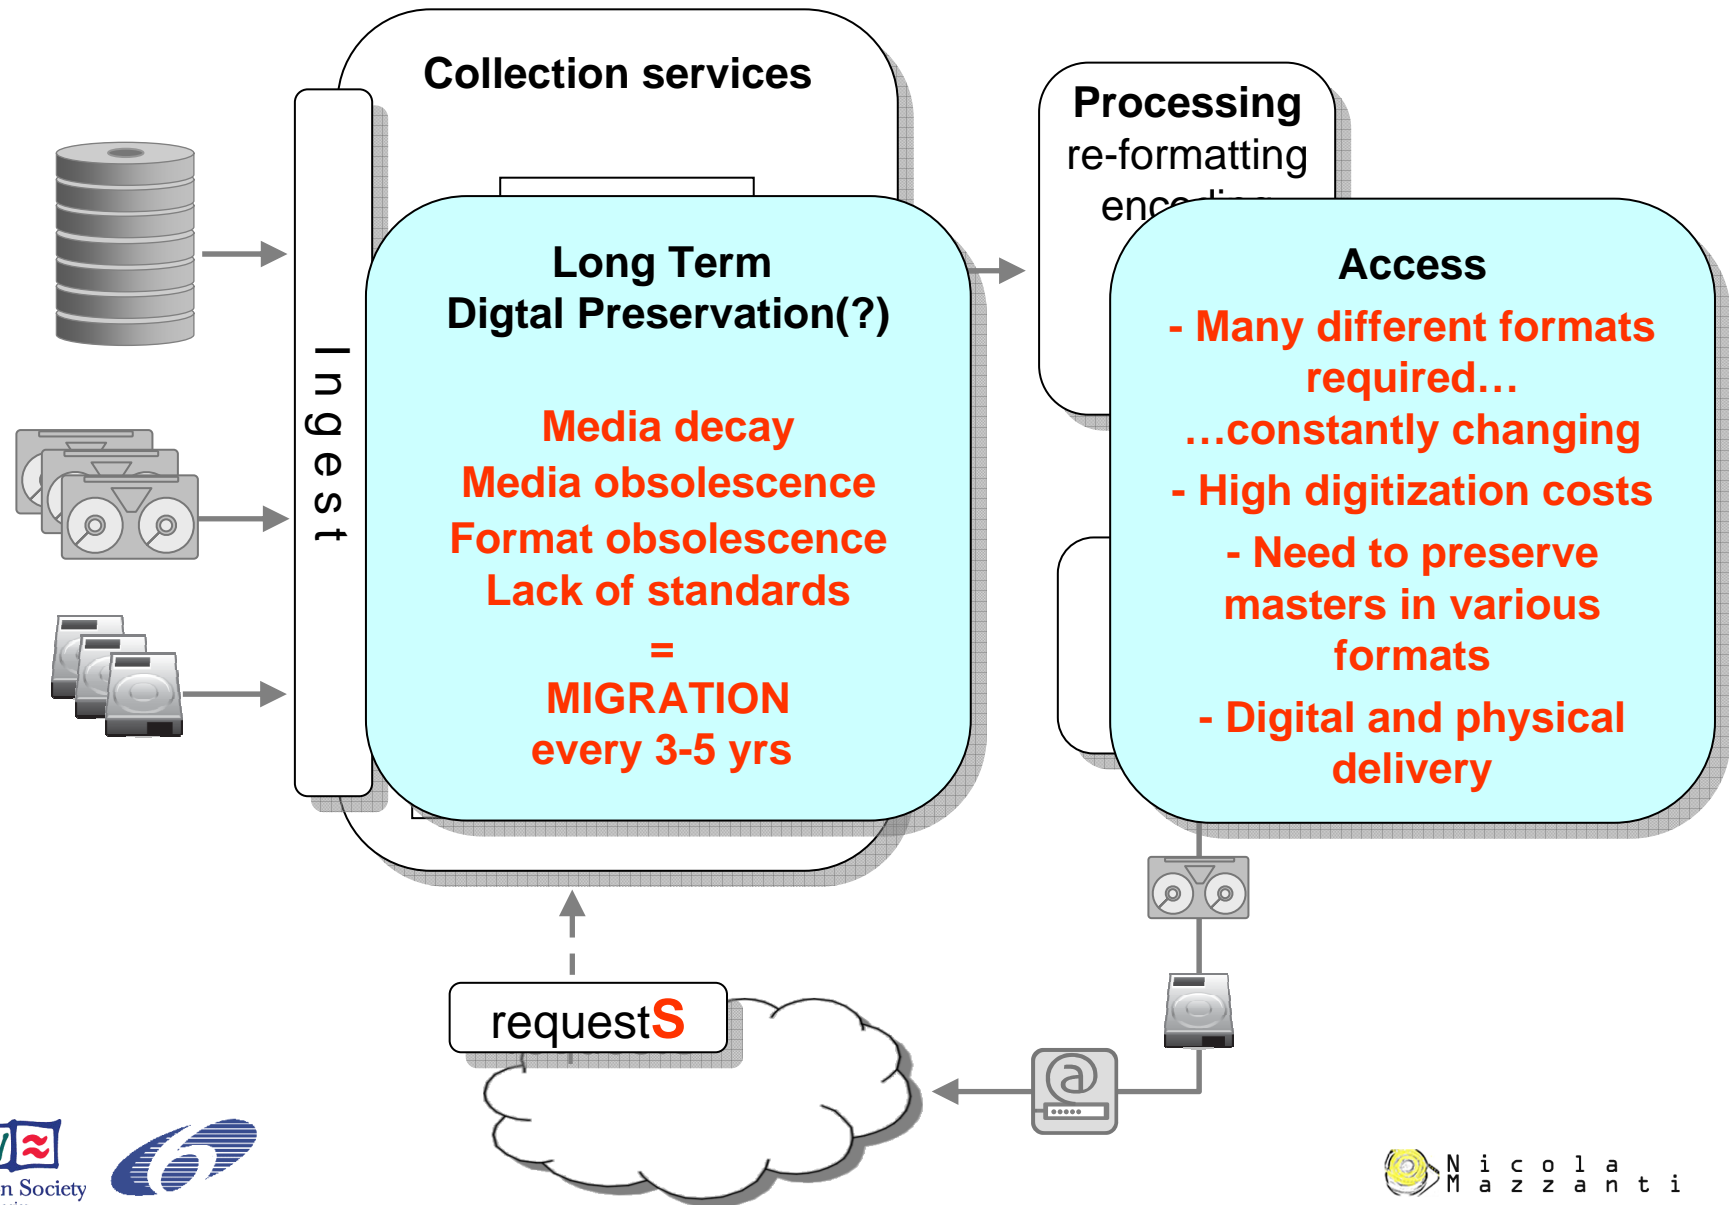 Collection services
Ingest
Long Term
Digtal Preservation(?)
Media decay
Media obsolescence
Format obsolescence
Lack of standards
=
MIGRATION
every 3-5 yrs
Processing
re-formatting
encoding
Access
- Many different formats
required…
…constantly changing
- High digitization costs
- Need to preserve
masters in various
formats
- Digital and physical
delivery
requestS
@
n Society
6
Nicola
Mazzanti